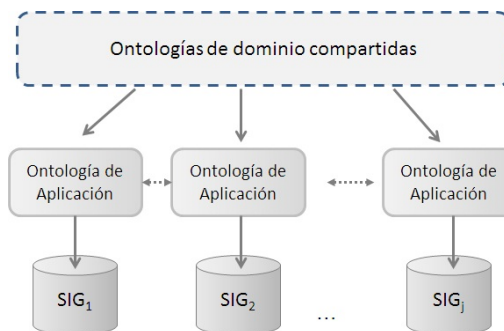 Ontologías de dominio compartidas
Ontología de
Aplicación
Ontología de
Aplicación
Ontología de
Aplicación
SIG1
SIG2
...
SIGj